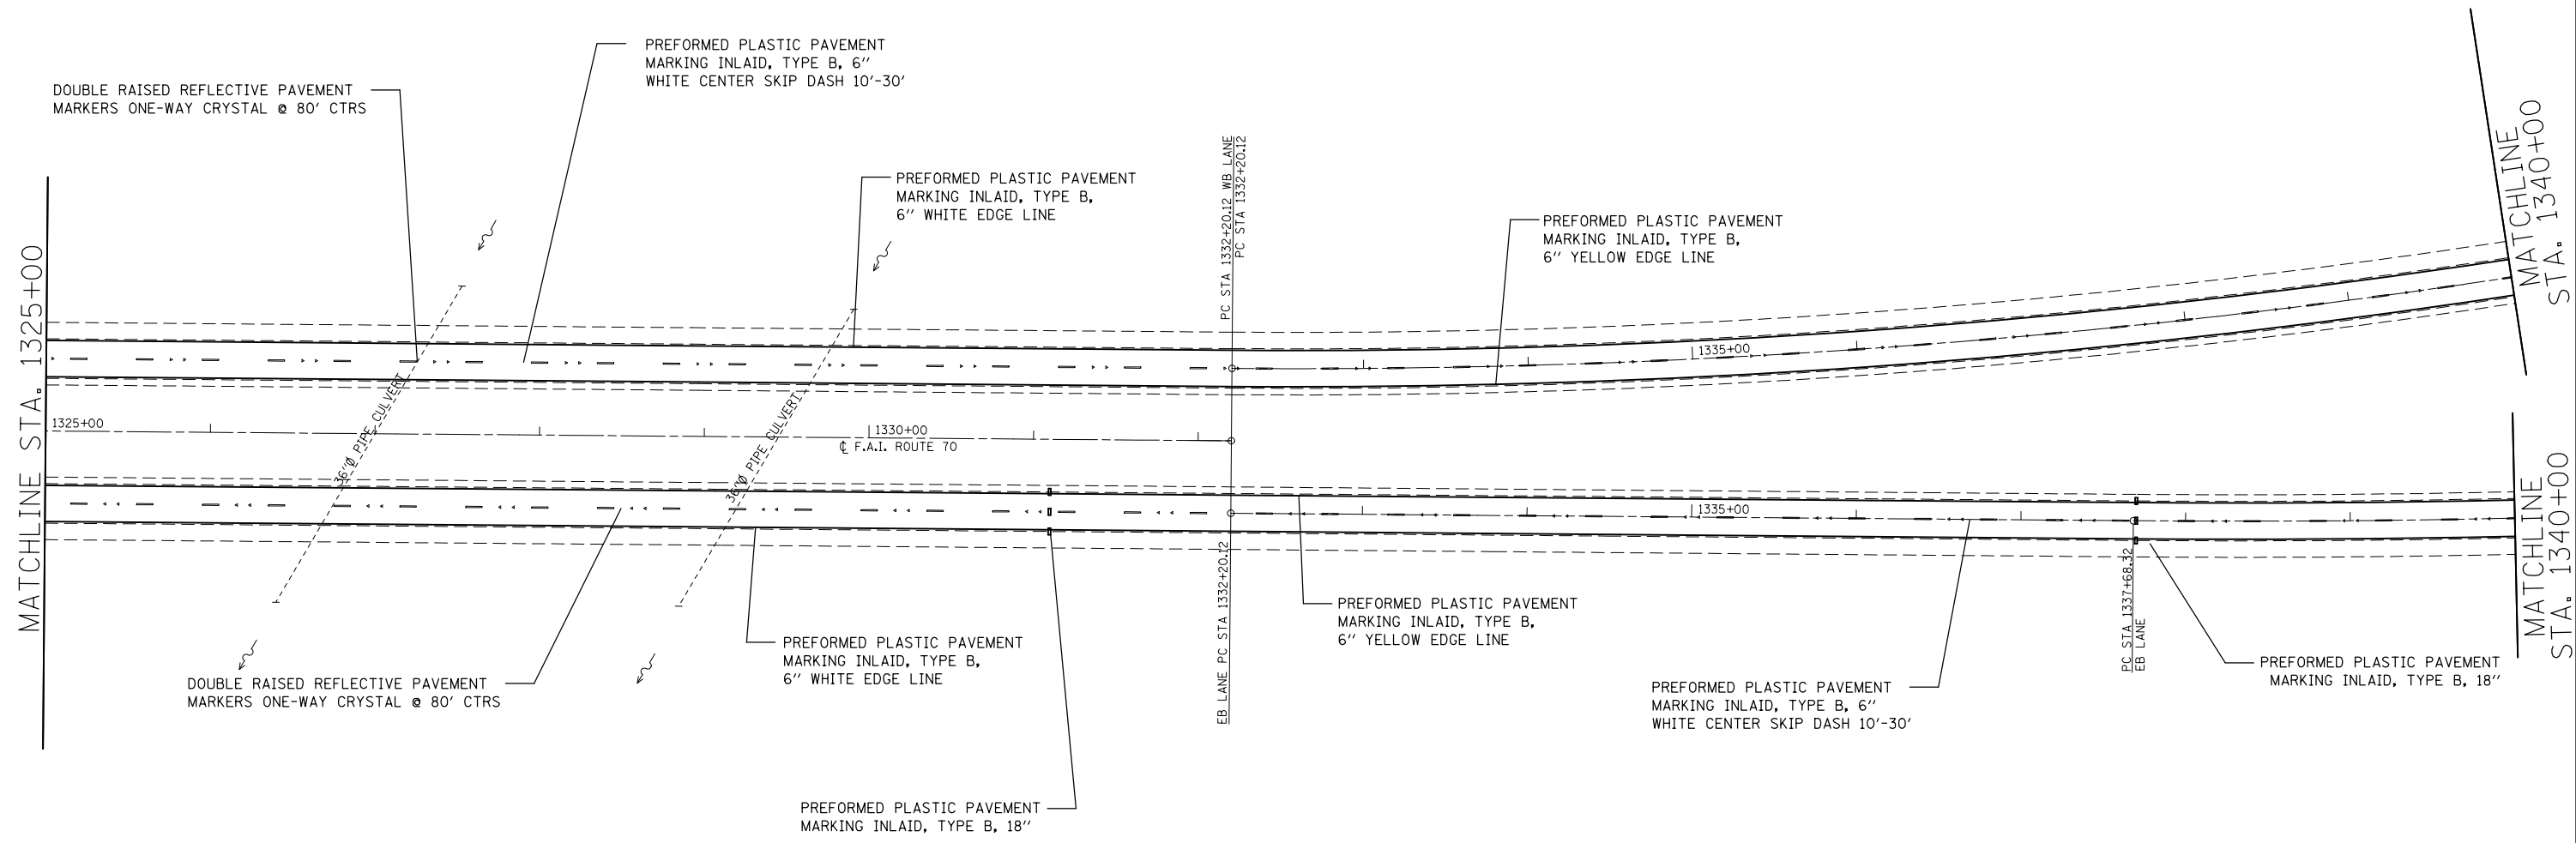 PREFORMED PLASTIC PAVEMENT
MARKING INLAID, TYPE B, 6"
WHITE CENTER SKIP DASH 10'-30'
DOUBLE RAISED REFLECTIVE PAVEMENT
MARKERS ONE-WAY CRYSTAL @ 80' CTRS
PREFORMED PLASTIC PAVEMENT
MARKING INLAID, TYPE B,
6" WHITE EDGE LINE
PC STA 1332+20.12 WB LANE
PC STA 1332+20.12
PREFORMED PLASTIC PAVEMENT
MARKING INLAID, TYPE B,
6" YELLOW EDGE LINE
MATCHLINE
STA. 1340+00
MATCHLINE STA. 1325+00
1335+00
1325+00
36"Ø PIPE CULVERT
36"Ø PIPE CULVERT
1330+00
℄ F.A.I. ROUTE 70
1335+00
EB LANE PC STA 1332+20.12
PC STA 1337+68.32
EB LANE
MATCHLINE
STA. 1340+00
PREFORMED PLASTIC PAVEMENT
MARKING INLAID, TYPE B,
6" YELLOW EDGE LINE
PREFORMED PLASTIC PAVEMENT
MARKING INLAID, TYPE B,
6" WHITE EDGE LINE
DOUBLE RAISED REFLECTIVE PAVEMENT
MARKERS ONE-WAY CRYSTAL @ 80' CTRS
PREFORMED PLASTIC PAVEMENT
MARKING INLAID, TYPE B, 6"
WHITE CENTER SKIP DASH 10'-30'
PREFORMED PLASTIC PAVEMENT
MARKING INLAID, TYPE B, 18"
PREFORMED PLASTIC PAVEMENT
MARKING INLAID, TYPE B, 18"